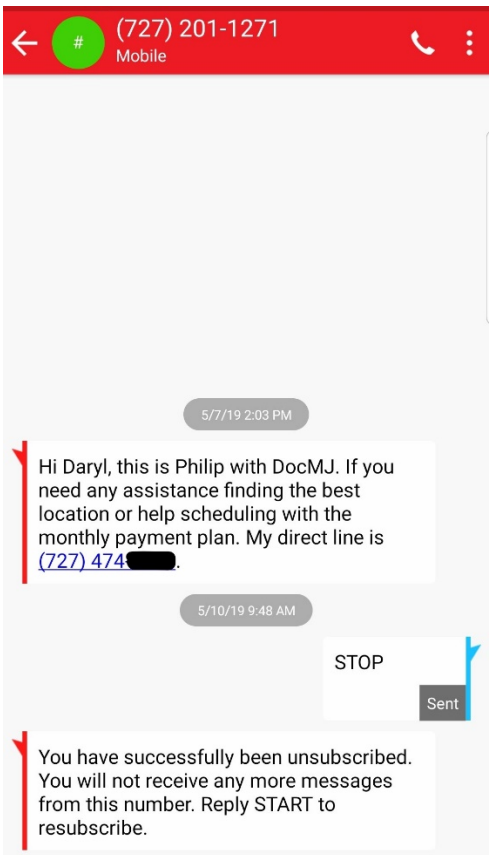 (727) 201-1271
#
Mobile
5/7/19 2:03 PM
Hi Daryl, this is Philip with DocMJ. If you
need any assistance finding the best
location or help scheduling with the
monthly payment plan. My direct line is
(727) 474-
5/10/19 9:48 AM
STOP
Sent
You have successfully been unsubscribed.
You will not receive any more messages
from this number. Reply START to
resubscribe.